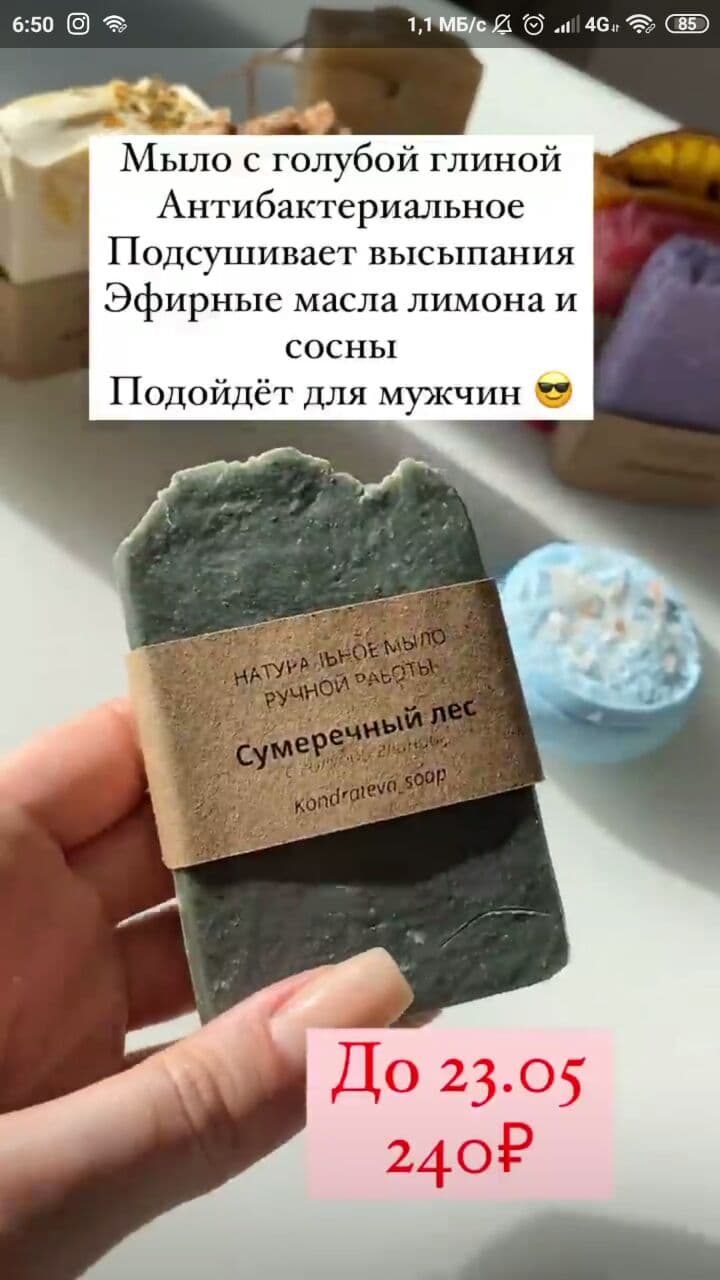 6:50
1,1 МБ/с
4G
85
Мыло с голубой глиной
Антибактериальное
Подсушивает высыпания
Эфирные масла лимона и
сосны
Подойдёт для мужчин 😎
НАТУРАЛЬНОЕ МЫЛО
РУЧНОЙ РАБОТЫ
Сумеречный лес
Kondrateva_soap
До 23.05
240₽